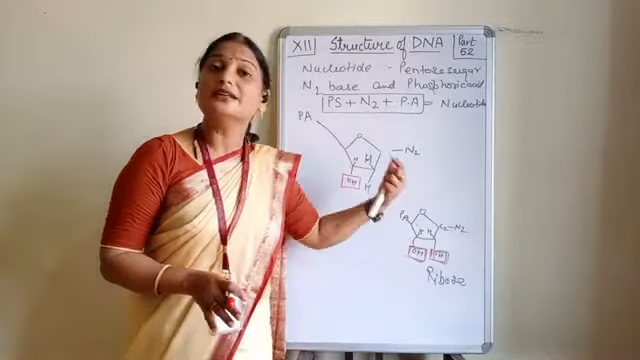 XII Structure of DNA Part 62
Nucleotide :- Pentose sugar
N2 base and Phosphoric acid
PS + N2 + P.A = Nucleotide
PA
O
— N2
H H
OH H
PA O C2-N2
H H
OH OH
Ribose